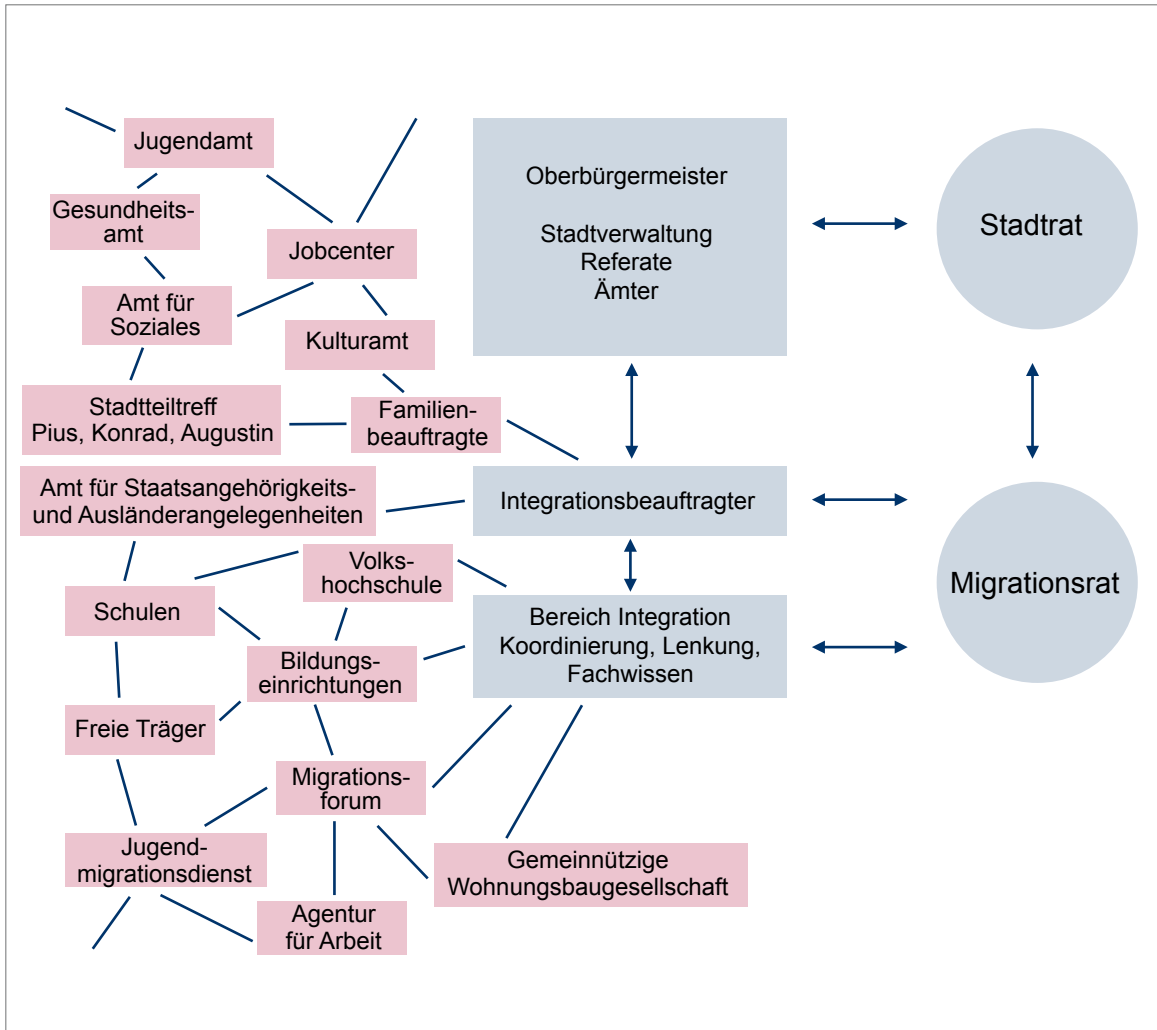 Jugendamt
Gesundheits-
amt
Jobcenter
Amt für
Soziales
Kulturamt
Stadtteiltreff
Pius, Konrad, Augustin
Familien-
beauftragte
Amt für Staatsangehörigkeits-
und Ausländerangelegenheiten
Volks-
hochschule
Schulen
Bildungs-
einrichtungen
Freie Träger
Migrations-
forum
Jugend-
migrationsdienst
Agentur
für Arbeit
Gemeinnützige
Wohnungsbaugesellschaft
Oberbürgermeister
Stadtverwaltung
Referate
Ämter
Integrationsbeauftragter
Bereich Integration
Koordinierung, Lenkung,
Fachwissen
Stadtrat
Migrationsrat